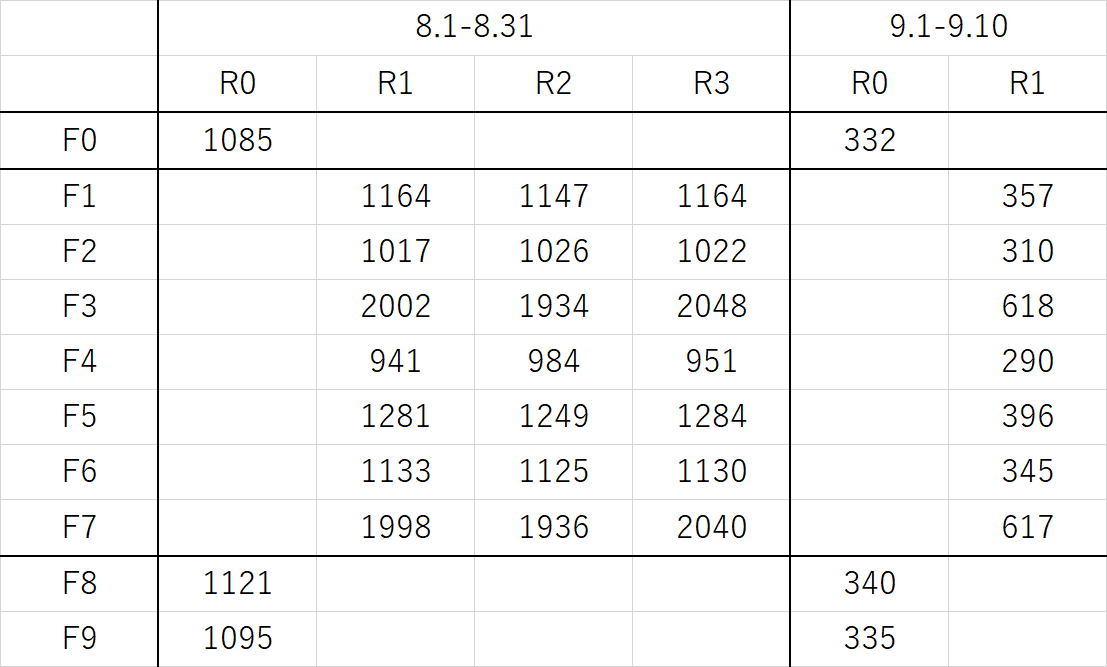 8.1-8.31 9.1-9.10
R0 R1 R2 R3 R0 R1
F0 1085 332
F1 1164 1147 1164 357
F2 1017 1026 1022 310
F3 2002 1934 2048 618
F4 941 984 951 290
F5 1281 1249 1284 396
F6 1133 1125 1130 345
F7 1998 1936 2040 617
F8 1121 340
F9 1095 335